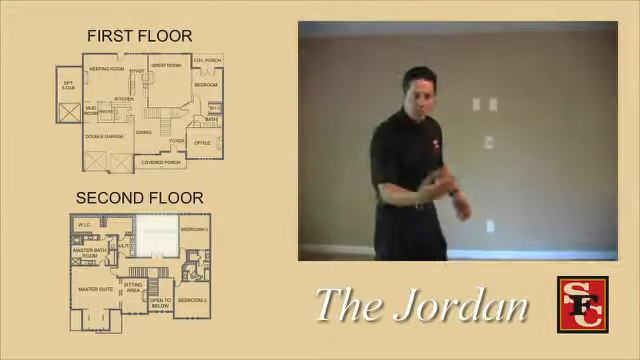 FIRST FLOOR
KEEPING ROOM
B'FAST
GREAT ROOM
COV. PORCH
BEDROOM
OPT.
3-CAR
KITCHEN
MUD
ROOM
W.I.C.
BATH
DOUBLE GARAGE
DINING
FOYER
OFFICE
COVERED PORCH
SECOND FLOOR
W.I.C.
BEDROOM-3
UTIL.
MASTER BATH
ROOM
MASTER SUITE
SITTING
AREA
OPEN TO
BELOW
BEDROOM-2
The Jordan
SFC